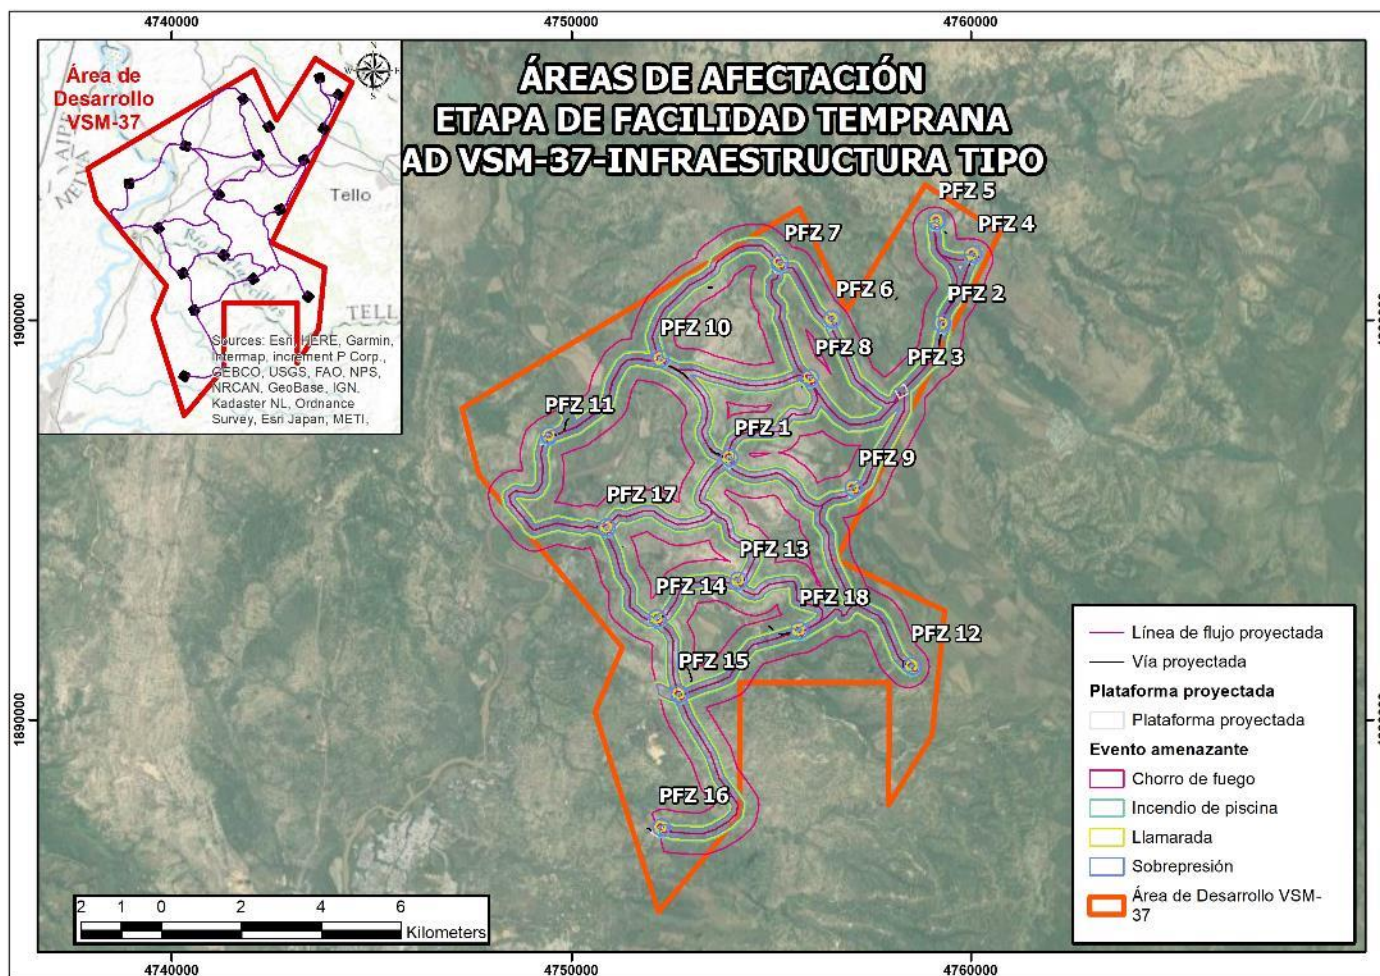 4740000
4750000
4760000
Área de
Desarrollo
VSM-37
N
W
E
S
NEIVA
Tello
TELL
Sources: Esri, HERE, Garmin,
Intermap, increment P Corp.,
GEBCO, USGS, FAO, NPS,
NRCAN, GeoBase, IGN,
Kadaster NL, Ordnance
Survey, Esri Japan, METI,
ÁREAS DE AFECTACIÓN
ETAPA DE FACILIDAD TEMPRANA
AD VSM-37-INFRAESTRUCTURA TIPO
1900000
1890000
PFZ 5
PFZ 4
PFZ 7
PFZ 6
PFZ 2
PFZ 10
PFZ 8
PFZ 3
PFZ 11
PFZ 1
PFZ 9
PFZ 17
PFZ 13
PFZ 14
PFZ 18
PFZ 12
PFZ 15
PFZ 16
Línea de flujo proyectada
Vía proyectada
Plataforma proyectada
Plataforma proyectada
Evento amenazante
Chorro de fuego
Incendio de piscina
Llamarada
Sobrepresión
Área de Desarrollo VSM-
37
2 1 0 2 4 6
Kilometers
4740000
4750000
4760000